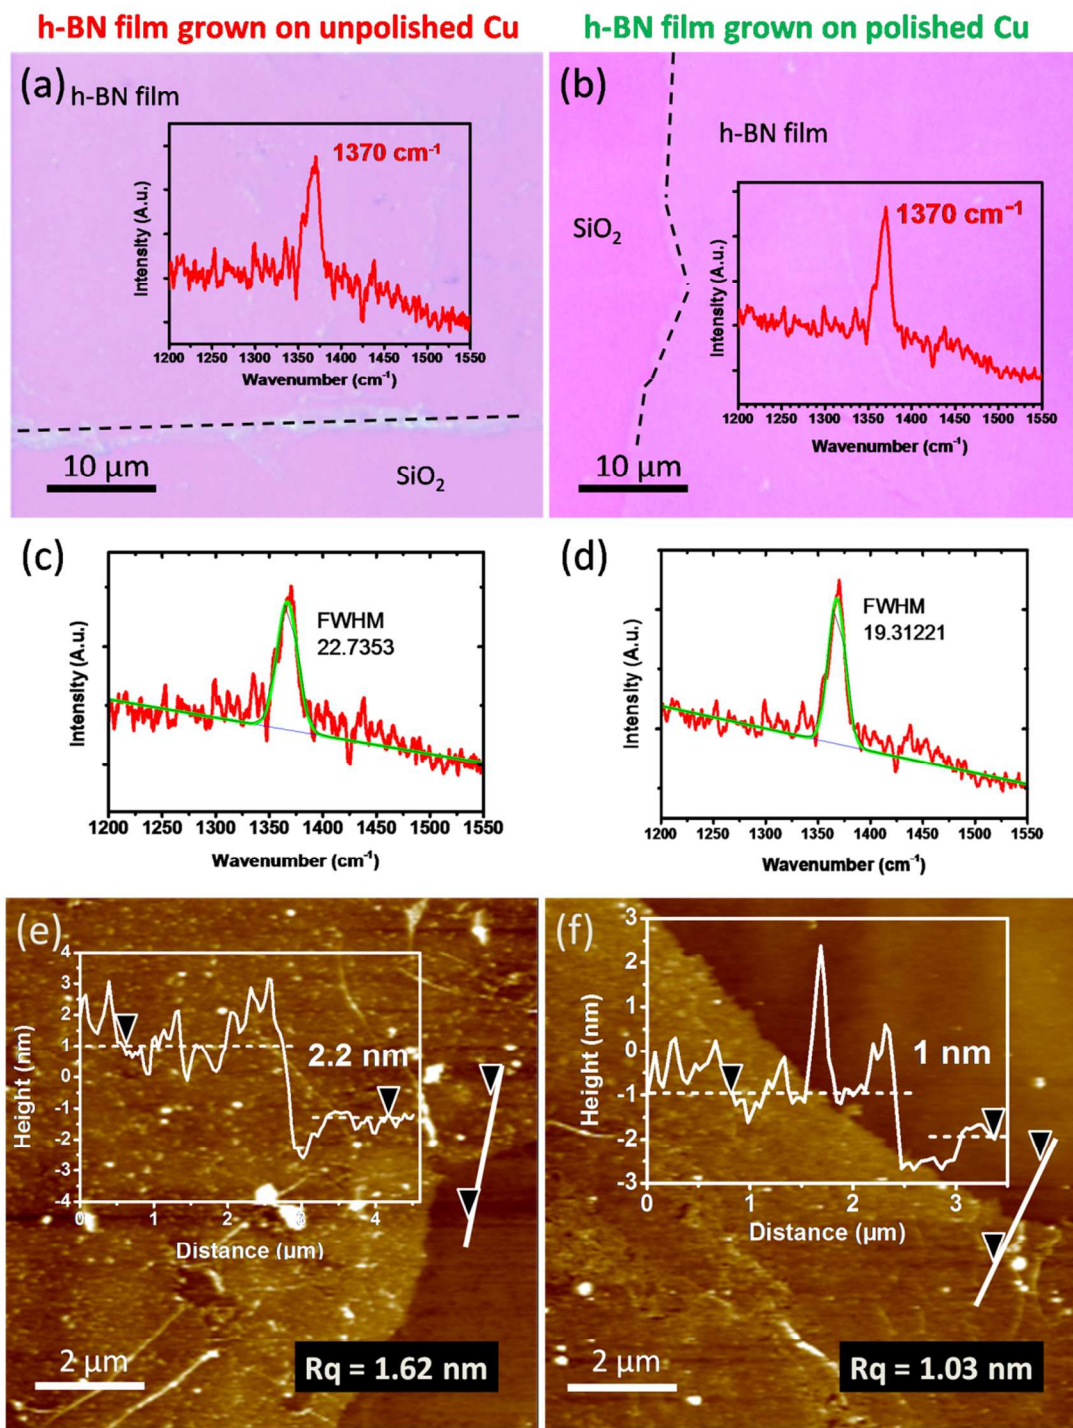 h-BN film grown on unpolished Cu
h-BN film grown on polished Cu
(a)
h-BN film
1370 cm⁻¹
Intensity (A.u.)
1200 1250 1300 1350 1400 1450 1500 1550
Wavenumber (cm⁻¹)
10 µm
SiO₂
(b)
h-BN film
SiO₂
1370 cm⁻¹
Intensity (A.u.)
1200 1250 1300 1350 1400 1450 1500 1550
Wavenumber (cm⁻¹)
10 µm
(c)
FWHM
22.7353
Intensity (A.u.)
1200 1250 1300 1350 1400 1450 1500 1550
Wavenumber (cm⁻¹)
(d)
FWHM
19.31221
Intensity (A.u.)
1200 1250 1300 1350 1400 1450 1500 1550
Wavenumber (cm⁻¹)
(e)
4
3
2
1
0
-1
-2
-3
-4
Height (nm)
2.2 nm
0 1 2 3 4
Distance (µm)
2 µm
Rq = 1.62 nm
(f)
3
2
1
0
-1
-2
-3
Height (nm)
1 nm
0 1 2 3
Distance (µm)
2 µm
Rq = 1.03 nm